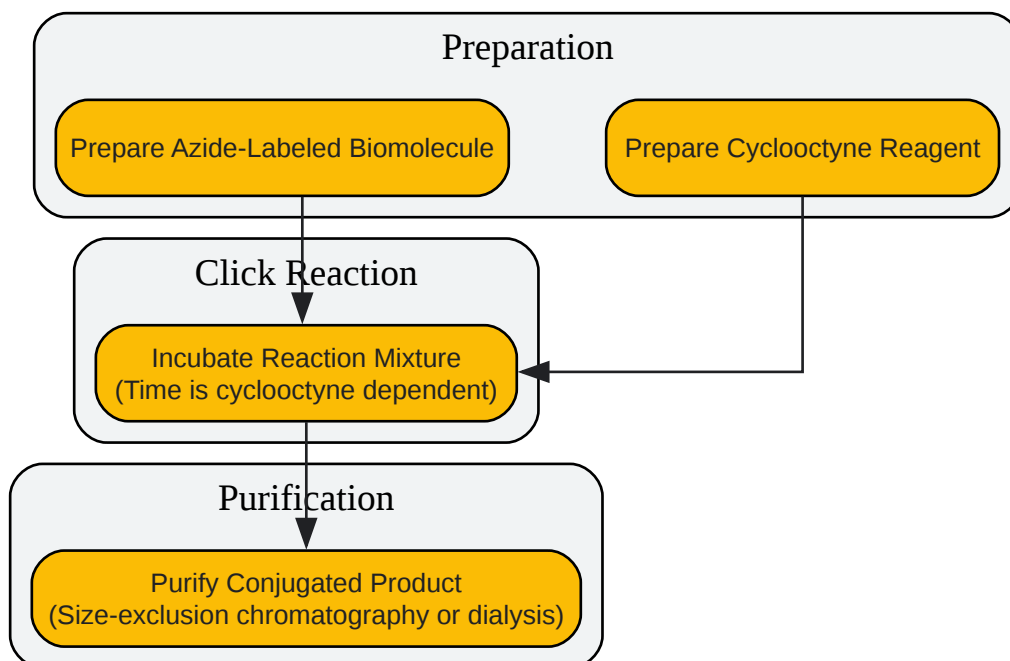 Preparation
Prepare Azide-Labeled Biomolecule
Prepare Cyclooctyne Reagent
Click Reaction
Incubate Reaction Mixture
(Time is cyclooctyne dependent)
Purification
Purify Conjugated Product
(Size-exclusion chromatography or dialysis)